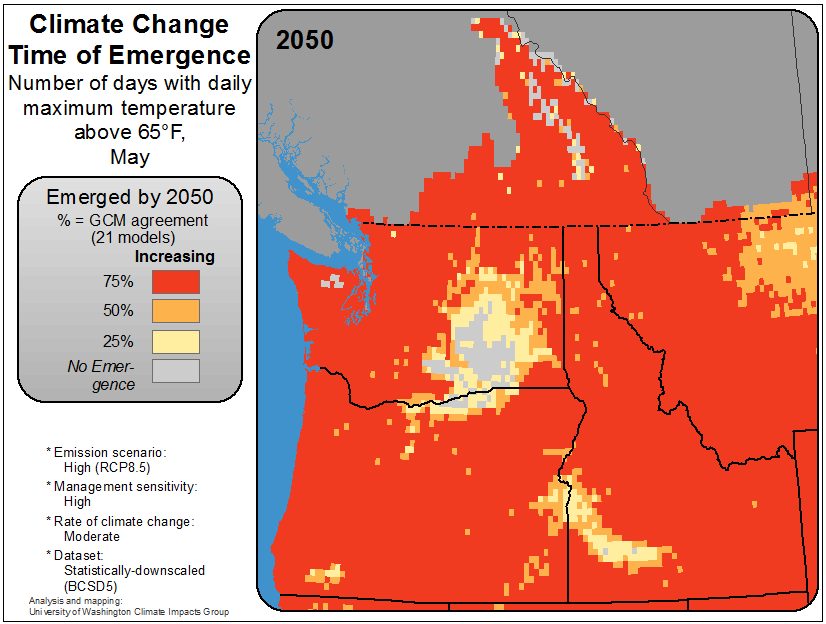 Climate Change
Time of Emergence
Number of days with daily
maximum temperature
above 65°F,
May
Emerged by 2050
% = GCM agreement
(21 models)
Increasing
75%
50%
25%
No Emer-
gence
* Emission scenario:
High (RCP8.5)
* Management sensitivity:
High
* Rate of climate change:
Moderate
* Dataset:
Statistically-downscaled
(BCSD5)
Analysis and mapping:
University of Washington Climate Impacts Group
2050